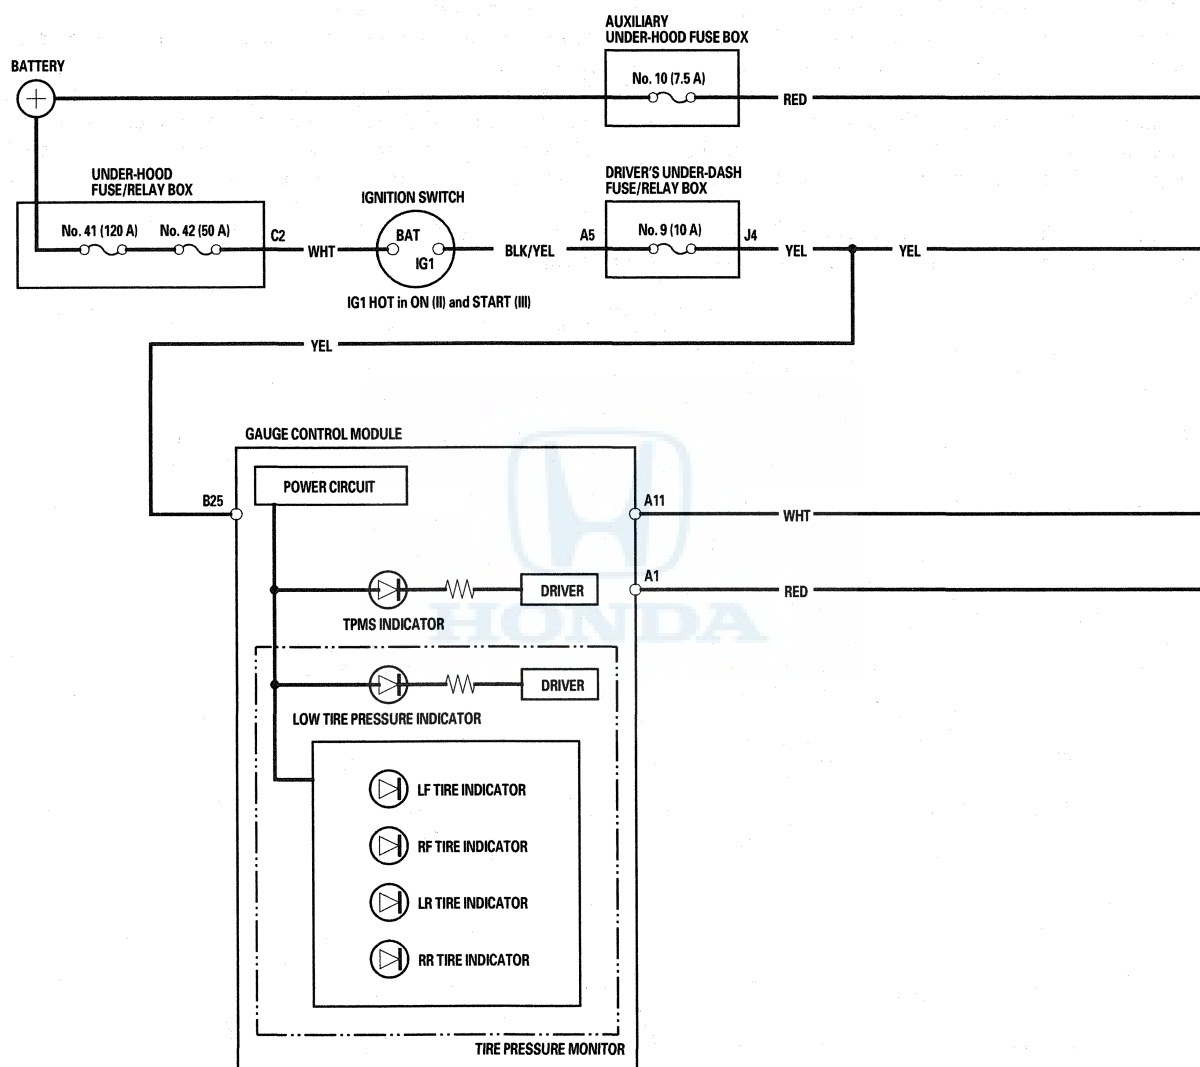 AUXILIARY
UNDER-HOOD FUSE BOX
BATTERY
No. 10 (7.5 A)
RED
UNDER-HOOD
FUSE/RELAY BOX
No. 41 (120 A)
No. 42 (50 A)
C2
WHT
IGNITION SWITCH
BAT
IG1
IG1 HOT in ON (II) and START (III)
BLK/YEL
DRIVER'S UNDER-DASH
FUSE/RELAY BOX
A5
No. 9 (10 A)
J4
YEL
YEL
YEL
GAUGE CONTROL MODULE
POWER CIRCUIT
B25
A11
WHT
A1
RED
DRIVER
TPMS INDICATOR
HONDA
DRIVER
LOW TIRE PRESSURE INDICATOR
LF TIRE INDICATOR
RF TIRE INDICATOR
LR TIRE INDICATOR
RR TIRE INDICATOR
TIRE PRESSURE MONITOR